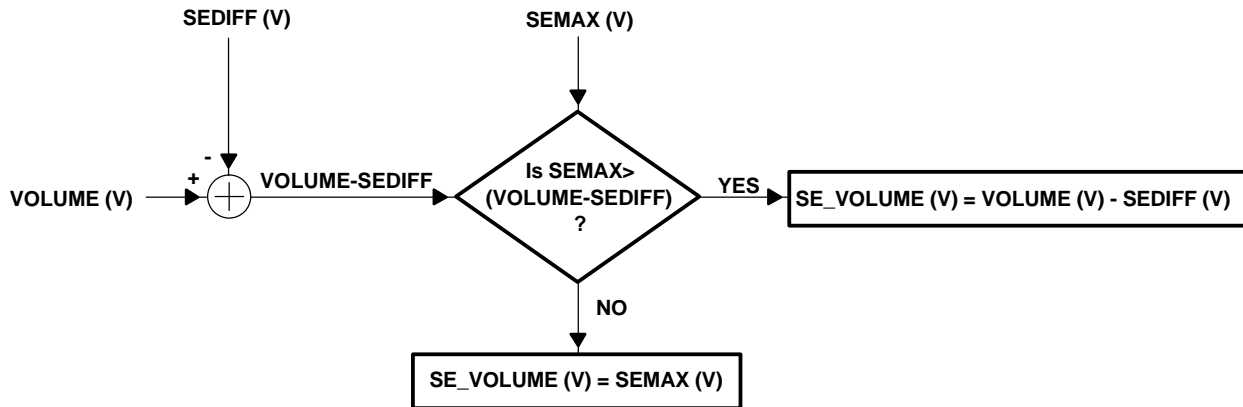 SEDIFF (V)
SEMAX (V)
-
+
VOLUME (V)
VOLUME-SEDIFF
Is SEMAX>
(VOLUME-SEDIFF)
?
YES
SE_VOLUME (V) = VOLUME (V) - SEDIFF (V)
NO
SE_VOLUME (V) = SEMAX (V)